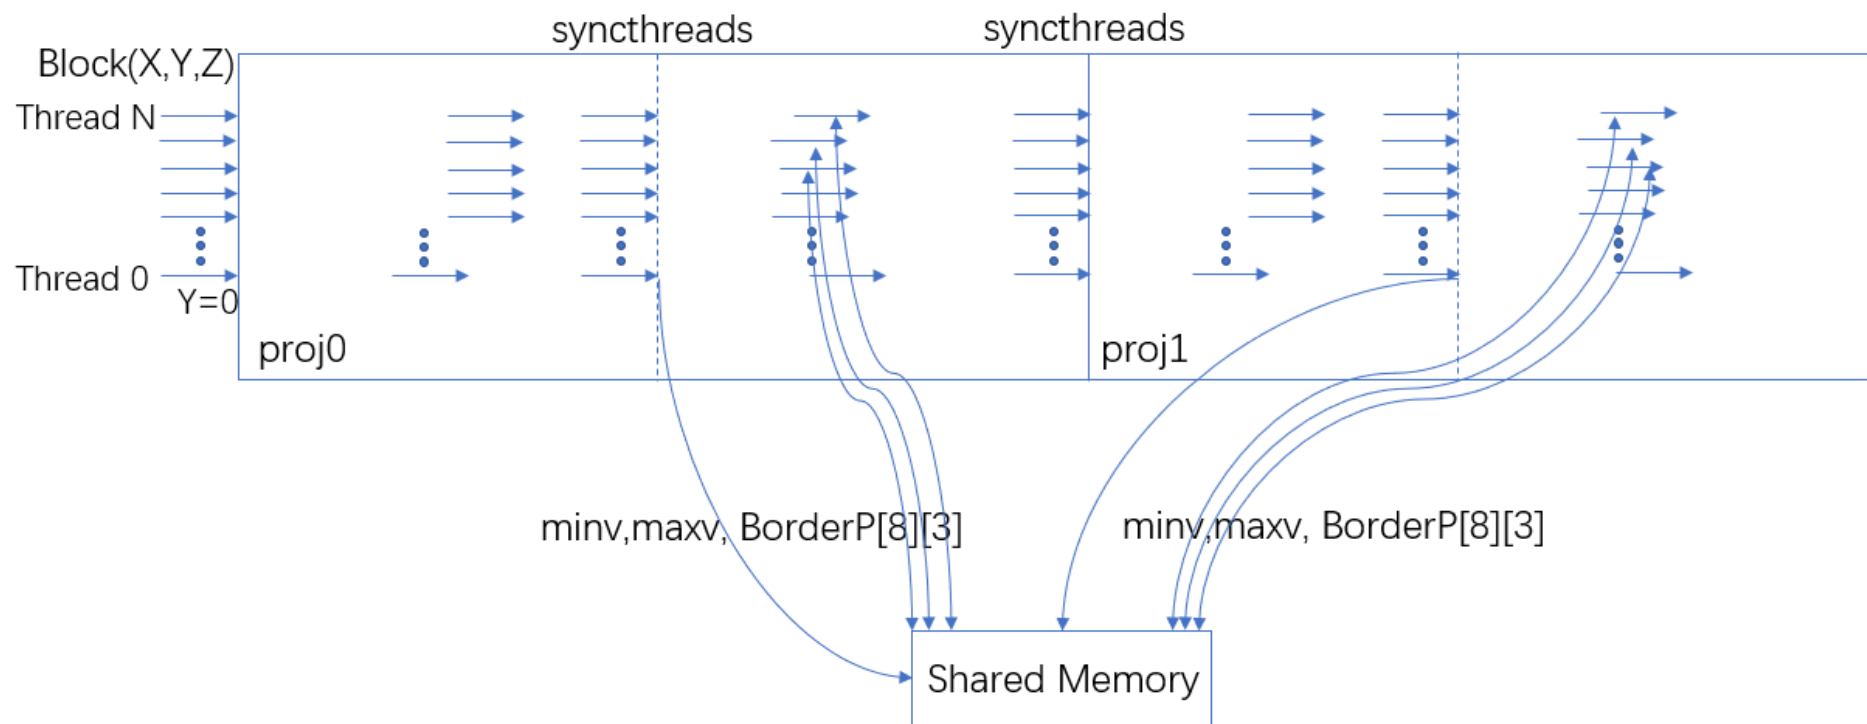 syncthreads
syncthreads
Block(X,Y,Z)
Thread N
Thread 0
Y=0
proj0
proj1
minv,maxv, BorderP[8][3]
minv,maxv, BorderP[8][3]
Shared Memory